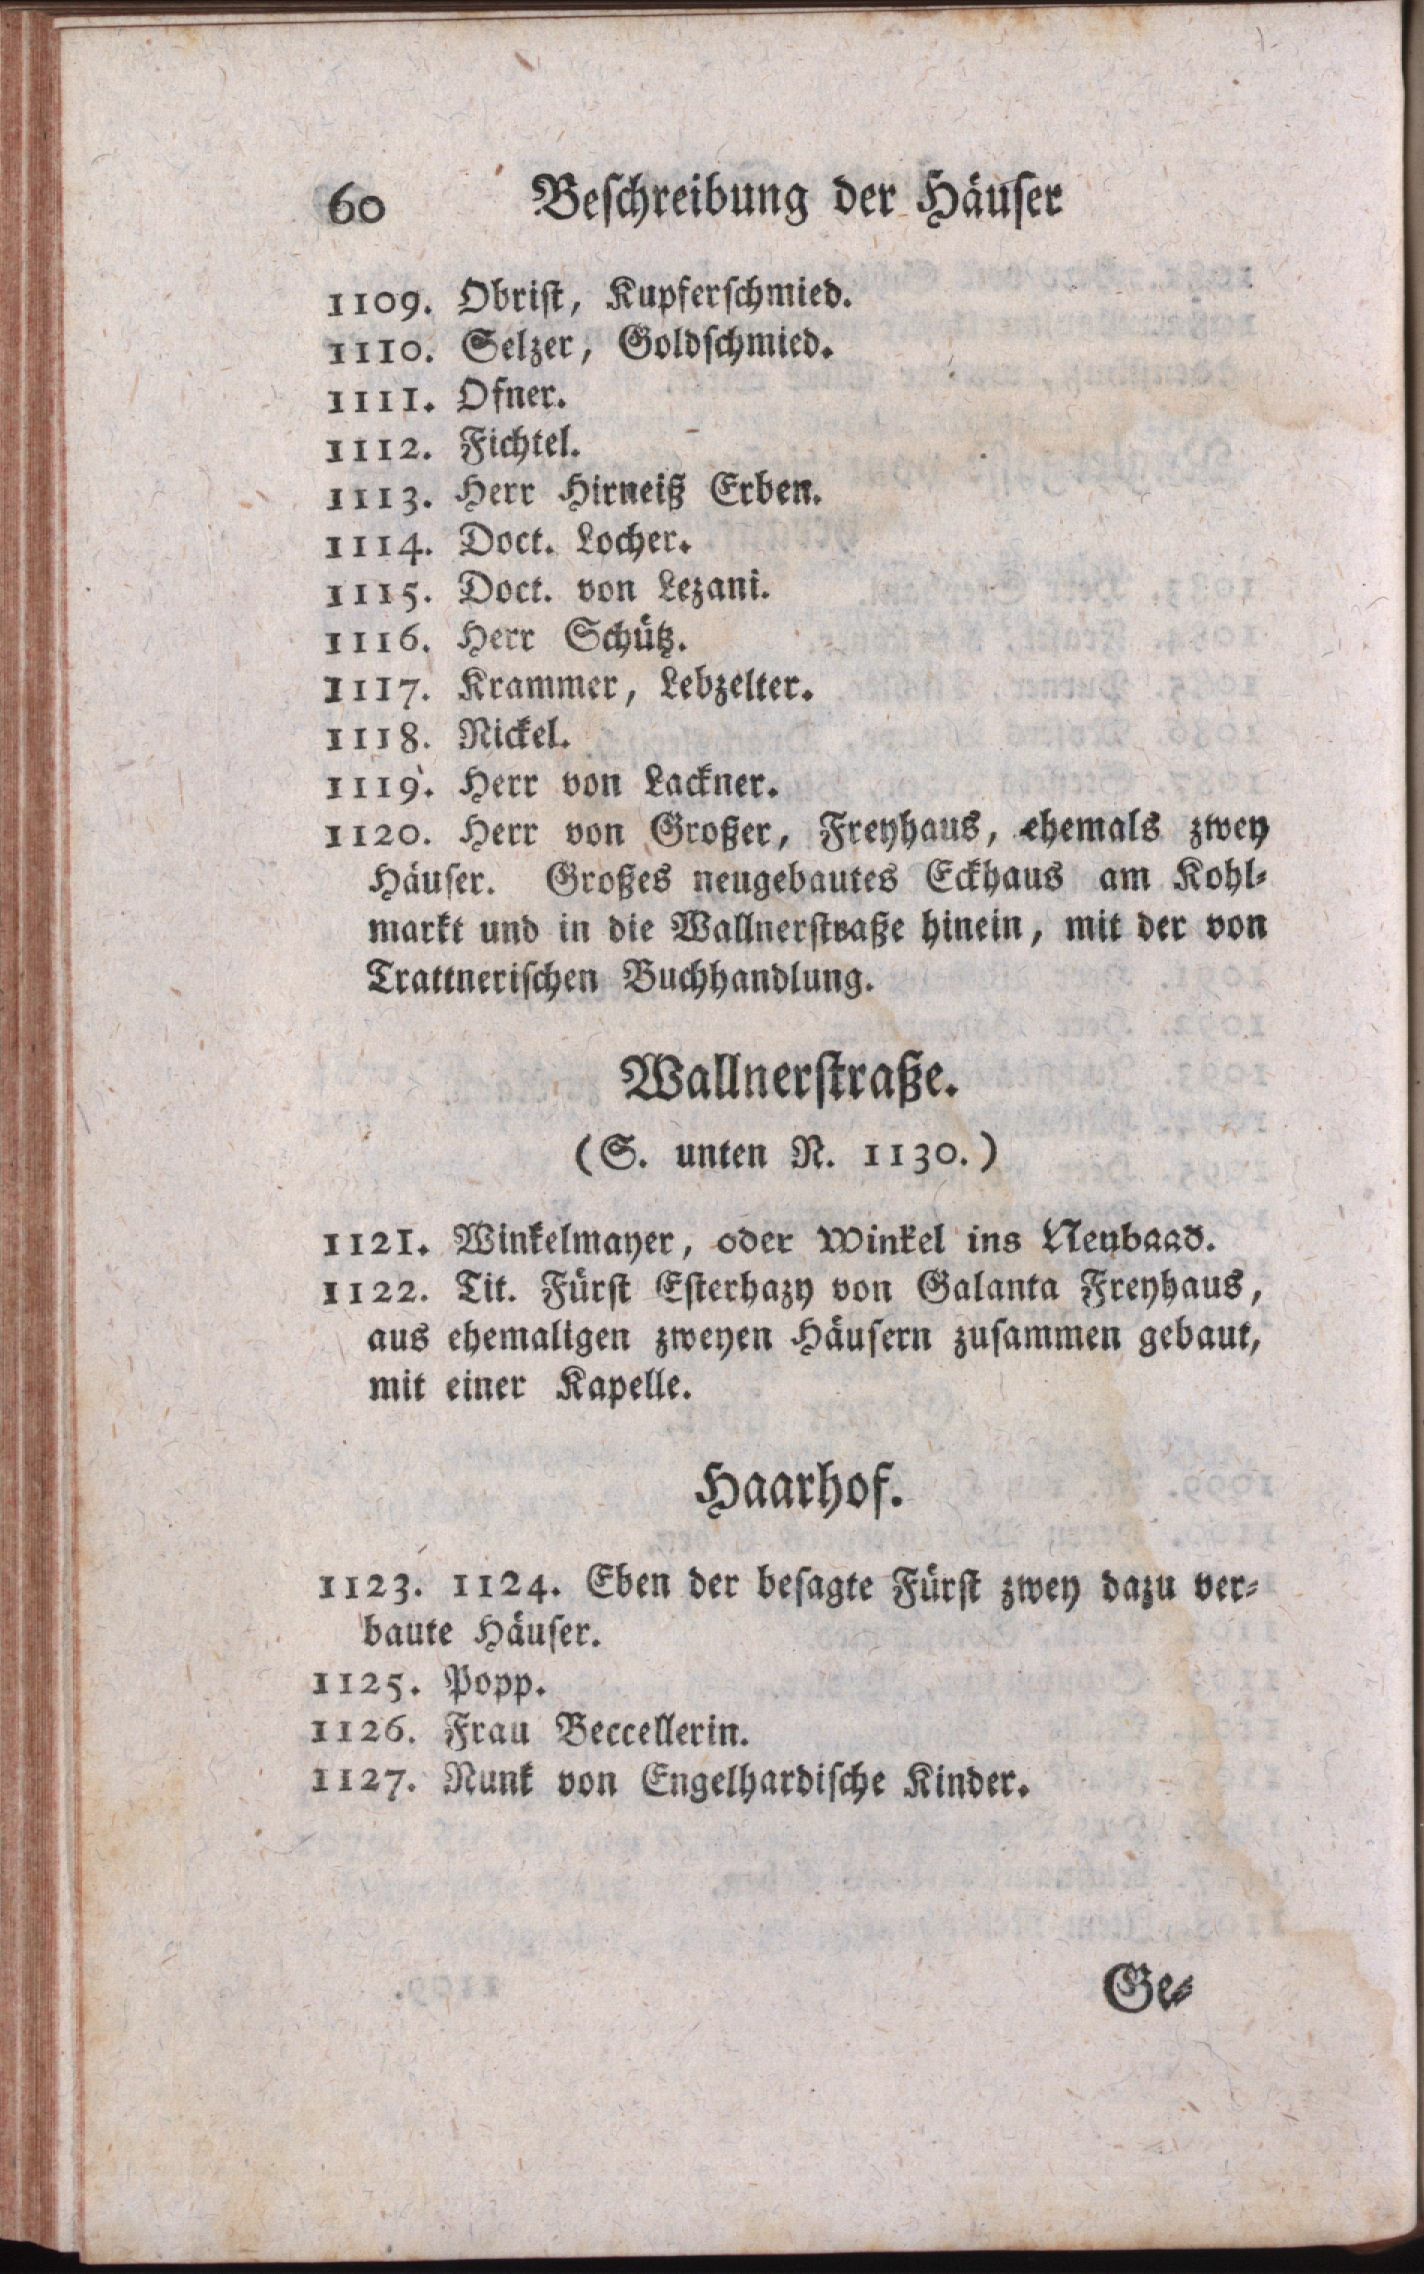 60 Beschreibung der Häuser
1109. Obrist, Kupferschmied.
1110. Selzer, Goldschmied.
1111. Ofner.
1112. Fichtel.
1113. Herr Hirneiß Erben.
1114. Doct. Locher.
1115. Doct. von Lezani.
1116. Herr Schütz.
1117. Krammer, Lebzelter.
1118. Nickel.
1119. Herr von Lackner.
1120. Herr von Großer, Freyhaus, ehemals zwey
Häuser. Großes neugebautes Eckhaus am Kohl-
markt und in die Wallnerstraße hinein, mit der von
Trattnerischen Buchhandlung.
Wallnerstraße.
(S. unten N. 1130.)
1121. Winkelmayer, oder Winkel ins Neubaad.
1122. Tit. Fürst Esterhazy von Galanta Freyhaus,
aus ehemaligen zweyen Häusern zusammen gebaut,
mit einer Kapelle.
Haarhof.
1123. 1124. Eben der besagte Fürst zwey dazu ver-
baute Häuser.
1125. Popp.
1126. Frau Beccellerin.
1127. Nunk von Engelhardische Kinder.
Ge-